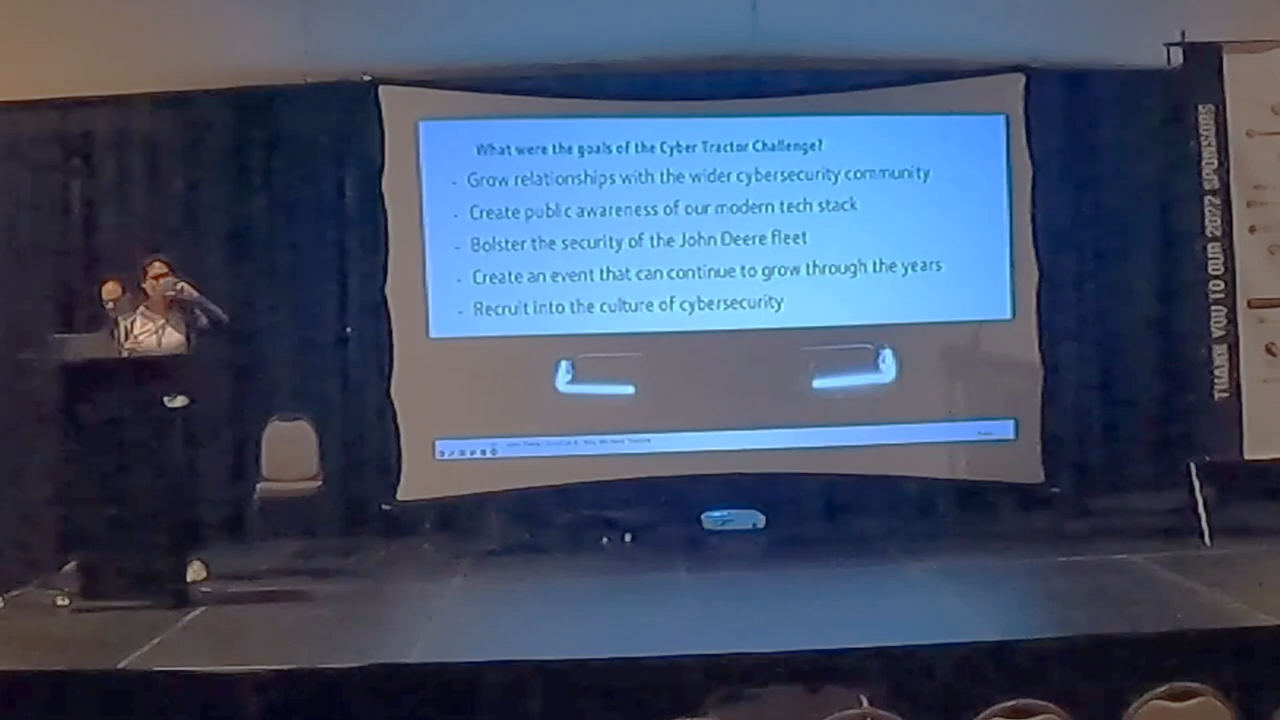 What were the goals of the Cyber Tractor Challenge?
- Grow relationships with the wider cybersecurity community
- Create public awareness of our modern tech stack
- Bolster the security of the John Deere fleet
- Create an event that can continue to grow through the years
- Recruit into the culture of cybersecurity
THANK YOU TO OUR 2022 SPONSORS